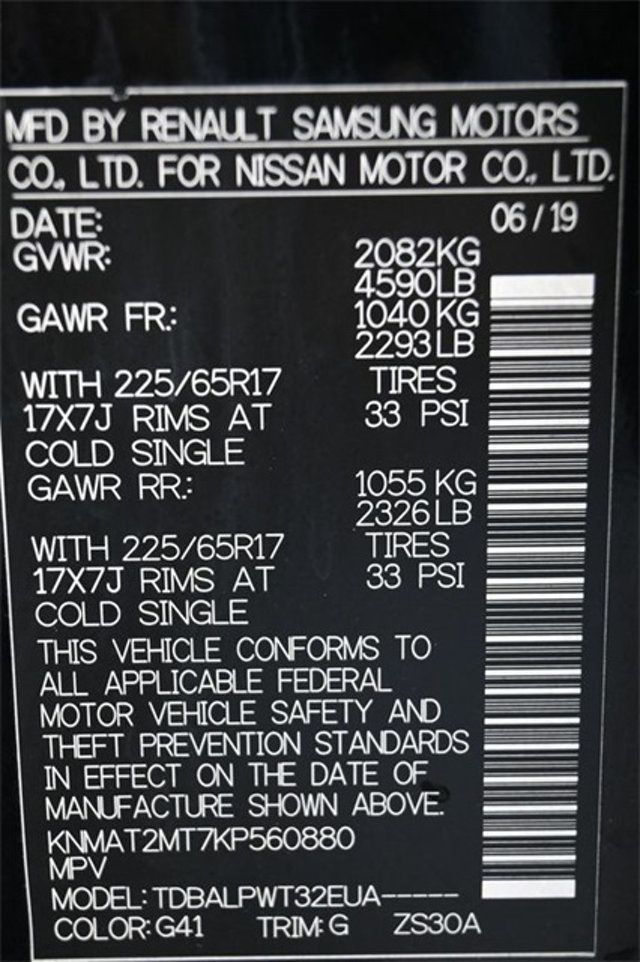 MFD BY RENAULT SAMSUNG MOTORS
CO., LTD. FOR NISSAN MOTOR CO., LTD.
DATE: 06/19
GVWR: 2082KG
4590LB
GAWR FR.: 1040 KG
2293 LB
WITH 225/65R17 TIRES
17X7J RIMS AT 33 PSI
COLD SINGLE
GAWR RR.: 1055 KG
2326 LB
WITH 225/65R17 TIRES
17X7J RIMS AT 33 PSI
COLD SINGLE
THIS VEHICLE CONFORMS TO
ALL APPLICABLE FEDERAL
MOTOR VEHICLE SAFETY AND
THEFT PREVENTION STANDARDS
IN EFFECT ON THE DATE OF
MANUFACTURE SHOWN ABOVE.
KNMAT2MT7KP560880
MPV
MODEL: TDBALPWT32EUA-----
COLOR: G41 TRIM: G ZS30A